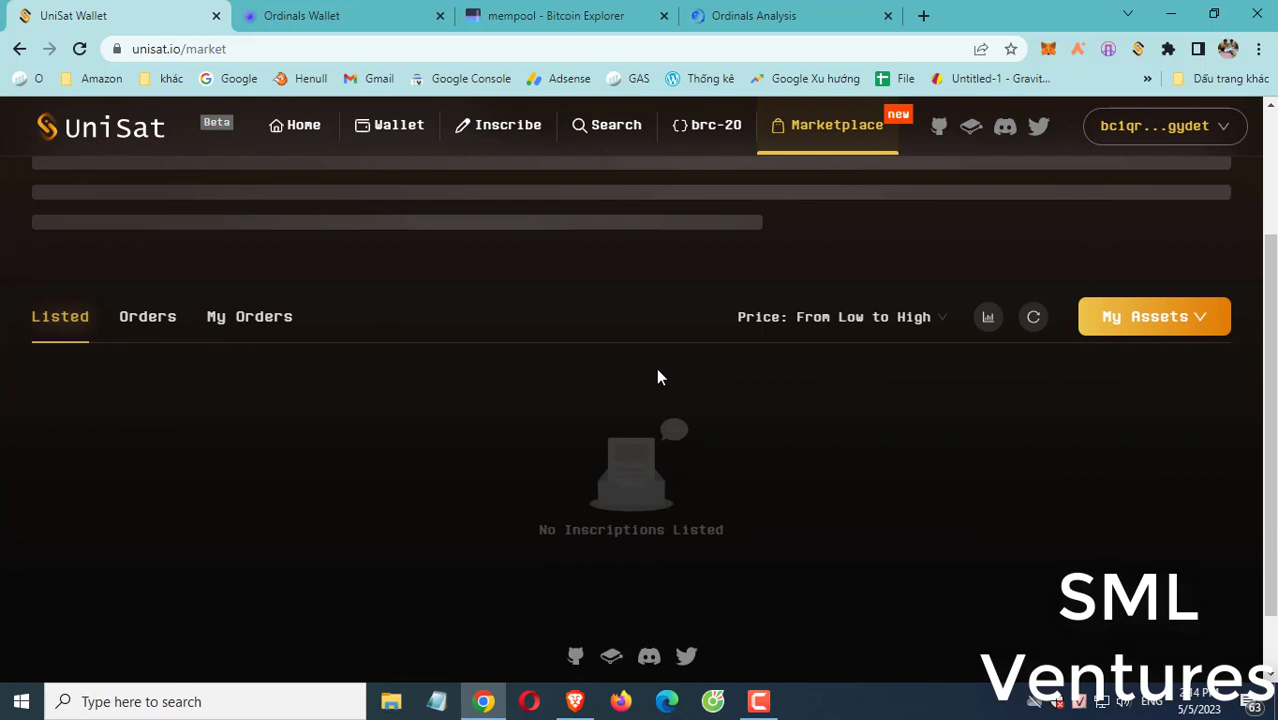 UniSat Wallet
Ordinals Wallet
mempool - Bitcoin Explorer
Ordinals Analysis
unisat.io/market
O
Amazon
khác
Google
Henull
Gmail
Google Console
Adsense
GAS
Thống kê
Google Xu hướng
File
Untitled-1 - Gravit...
»
Dấu trang khác
UniSat
Beta
Home
Wallet
Inscribe
Search
brc-20
Marketplace
new
bc1qr...gydet
Listed
Orders
My Orders
Price: From Low to High
My Assets
No Inscriptions Listed
SML
Ventures
Type here to search
ENG
5/5/2023
63